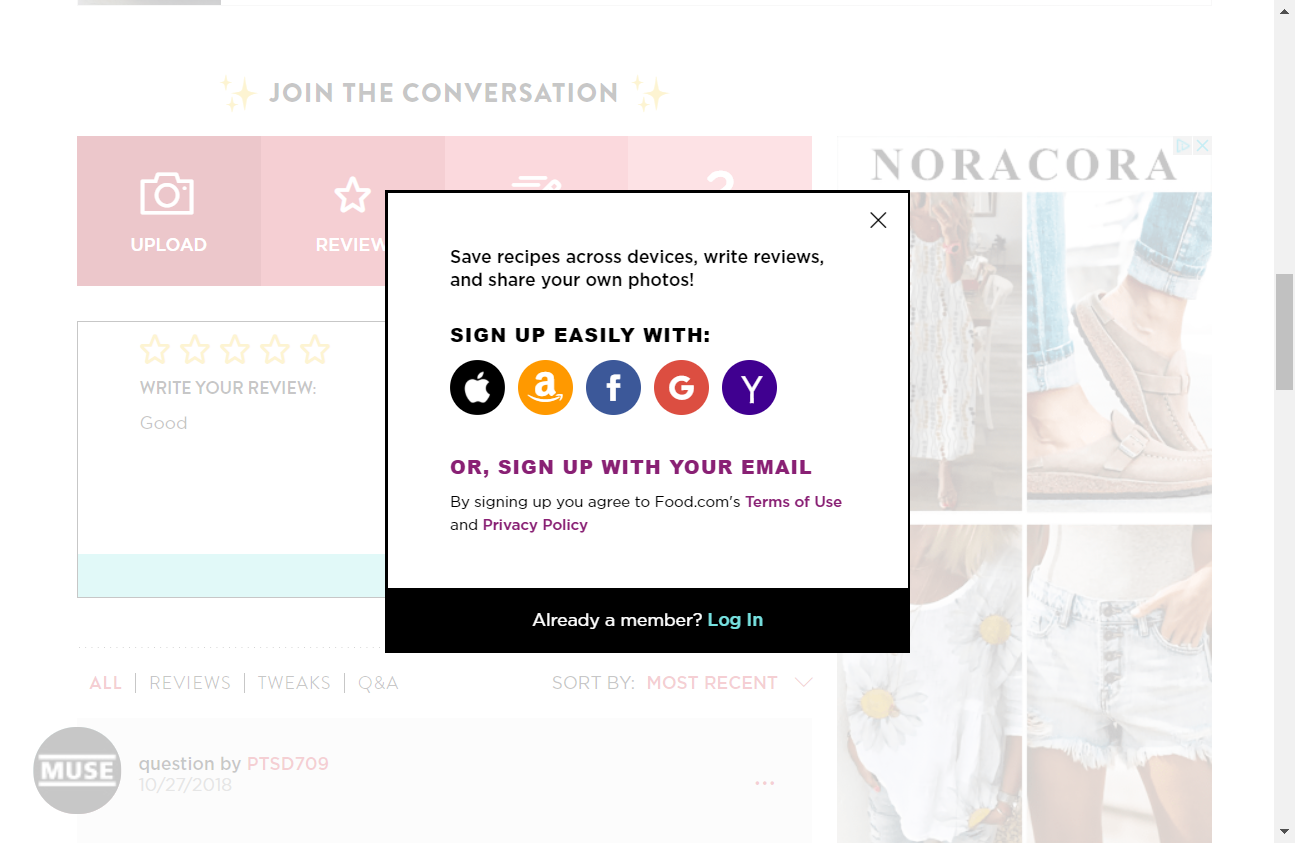 JOIN THE CONVERSATION
NORACORA
UPLOAD
REVIEW
Save recipes across devices, write reviews,
and share your own photos!
SIGN UP EASILY WITH:
WRITE YOUR REVIEW:
Good
OR, SIGN UP WITH YOUR EMAIL
By signing up you agree to Food.com's Terms of Use
and Privacy Policy
Already a member? Log In
ALL | REVIEWS | TWEAKS | Q&A
SORT BY: MOST RECENT
MUSE
question by PTSD709
10/27/2018
...